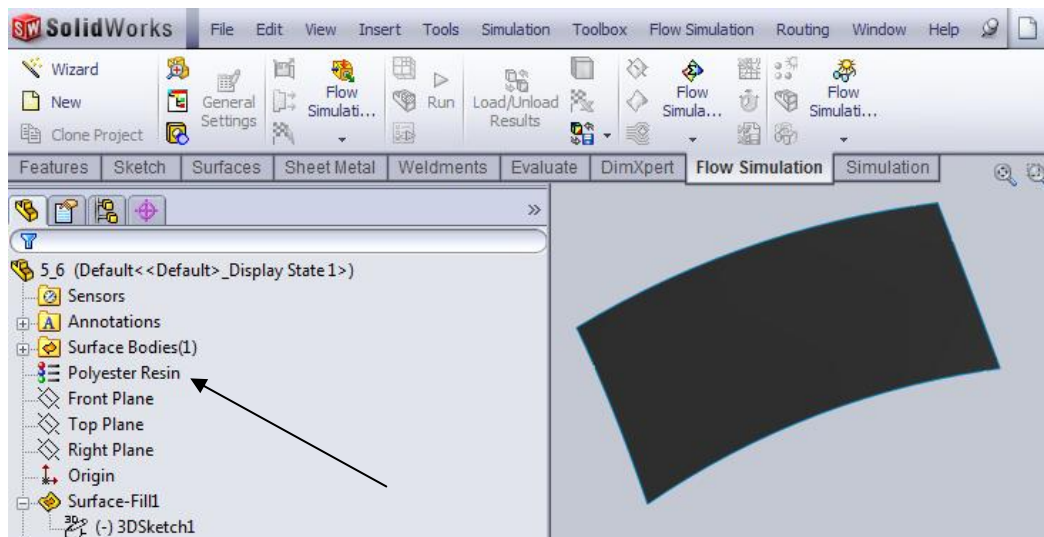 SolidWorks File Edit View Insert Tools Simulation Toolbox Flow Simulation Routing Window Help
Wizard
New
Clone Project
General
Settings
Flow
Simulati...
Run
Load/Unload
Results
Flow
Simula...
Flow
Simulati...
Features Sketch Surfaces Sheet Metal Weldments Evaluate DimXpert Flow Simulation Simulation
5_6 (Default<<Default>_Display State 1>)
Sensors
A Annotations
Surface Bodies(1)
Polyester Resin
Front Plane
Top Plane
Right Plane
Origin
Surface-Fill1
3D (-) 3DSketch1